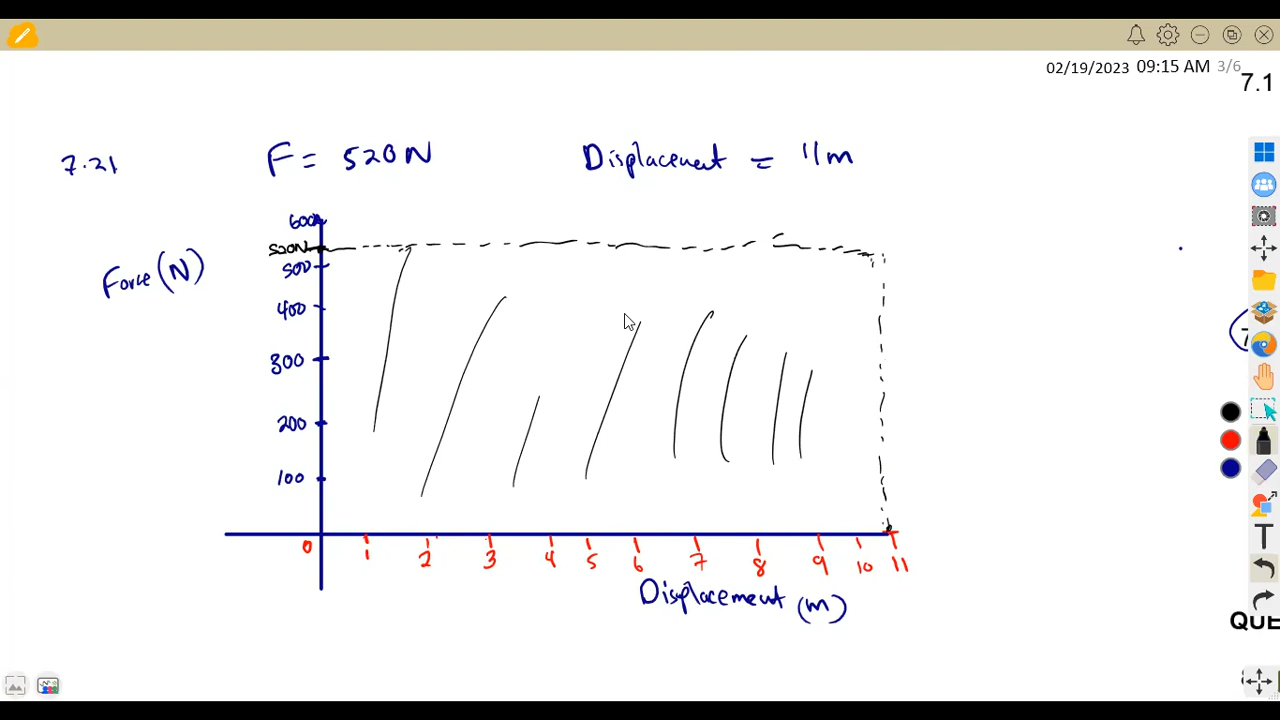 02/19/2023 09:15 AM 3/6
7.1
7.21 F = 520N Displacement = 11m
600
520N
500
Force (N)
400
300
200
100
0 1 2 3 4 5 6 7 8 9 10 11
Displacement (m)
T
QUE